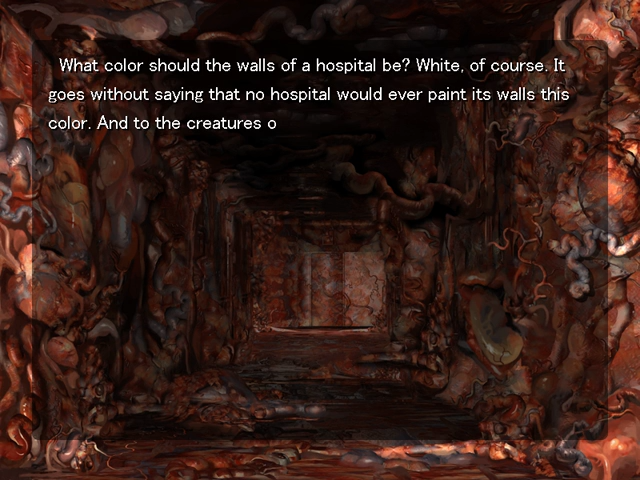 What color should the walls of a hospital be? White, of course. It
goes without saying that no hospital would ever paint its walls this
color. And to the creatures o